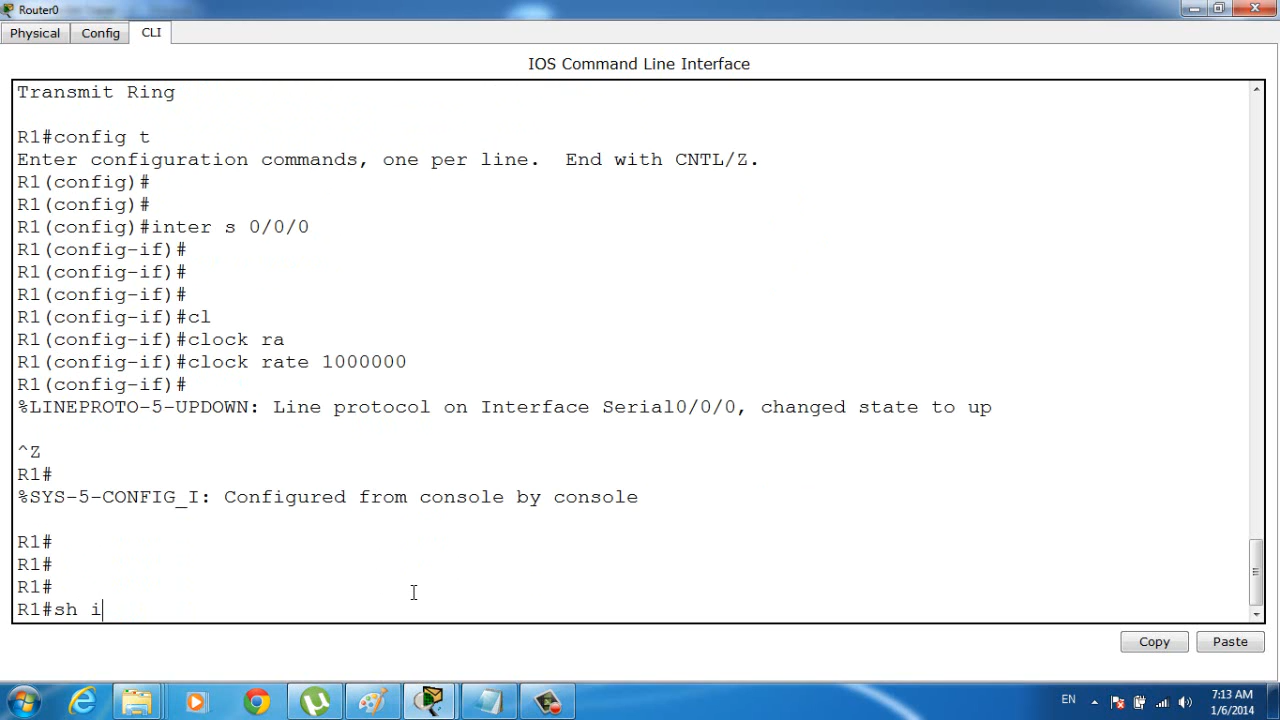 Router0
Physical Config CLI
IOS Command Line Interface
Transmit Ring
R1#config t
Enter configuration commands, one per line.  End with CNTL/Z.
R1(config)#
R1(config)#
R1(config)#inter s 0/0/0
R1(config-if)#
R1(config-if)#
R1(config-if)#
R1(config-if)#cl
R1(config-if)#clock ra
R1(config-if)#clock rate 1000000
R1(config-if)#
%LINEPROTO-5-UPDOWN: Line protocol on Interface Serial0/0/0, changed state to up
^Z
R1#
%SYS-5-CONFIG_I: Configured from console by console
R1#
R1#
R1#
R1#sh i
Copy Paste
EN
7:13 AM
1/6/2014